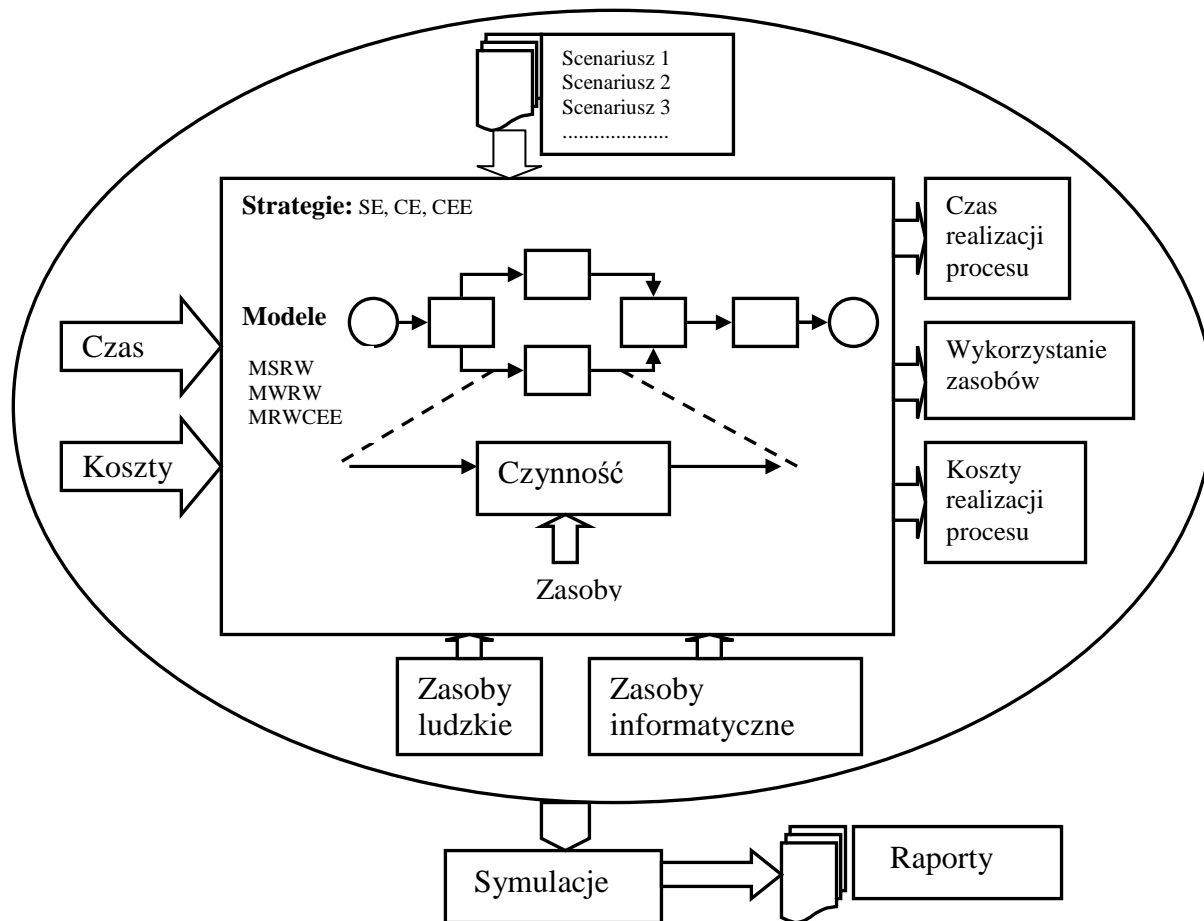 Scenariusz 1
Scenariusz 2
Scenariusz 3
.....................
Strategie: SE, CE, CEE
Modele
MSRW
MWRW
MRWCEE
Czas
Koszty
Czynność
Zasoby
Czas
realizacji
procesu
Wykorzystanie
zasobów
Koszty
realizacji
procesu
Zasoby
ludzkie
Zasoby
informatyczne
Symulacje
Raporty